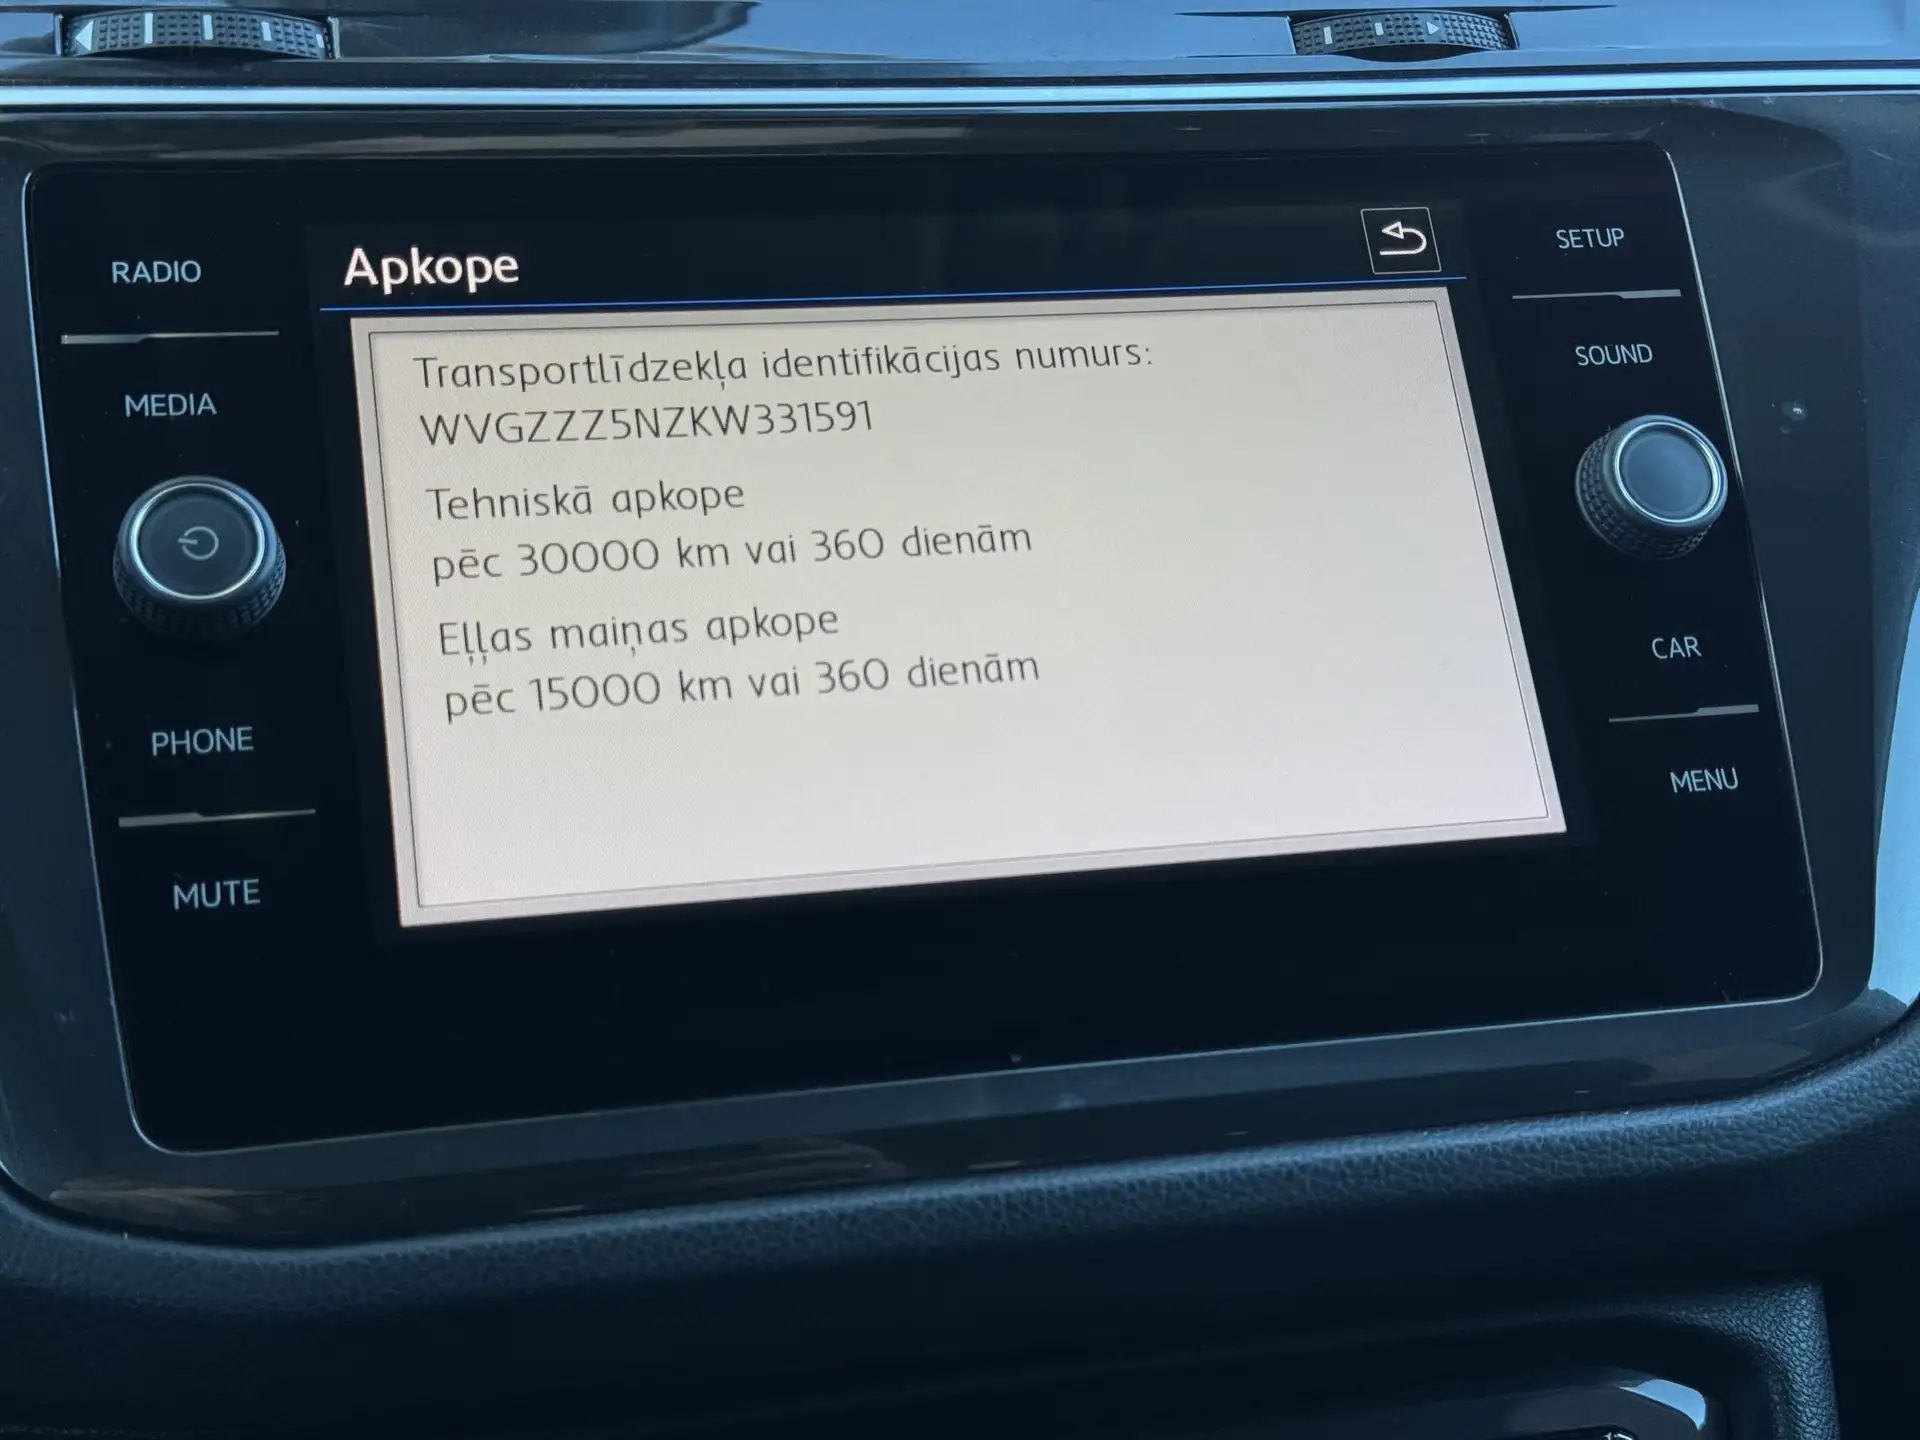 RADIO
MEDIA
PHONE
MUTE
Apkope
Transportlīdzekļa identifikācijas numurs:
WVGZZZ5NZKW331591
Tehniskā apkope
pēc 30000 km vai 360 dienām
Eļļas maiņas apkope
pēc 15000 km vai 360 dienām
SETUP
SOUND
CAR
MENU